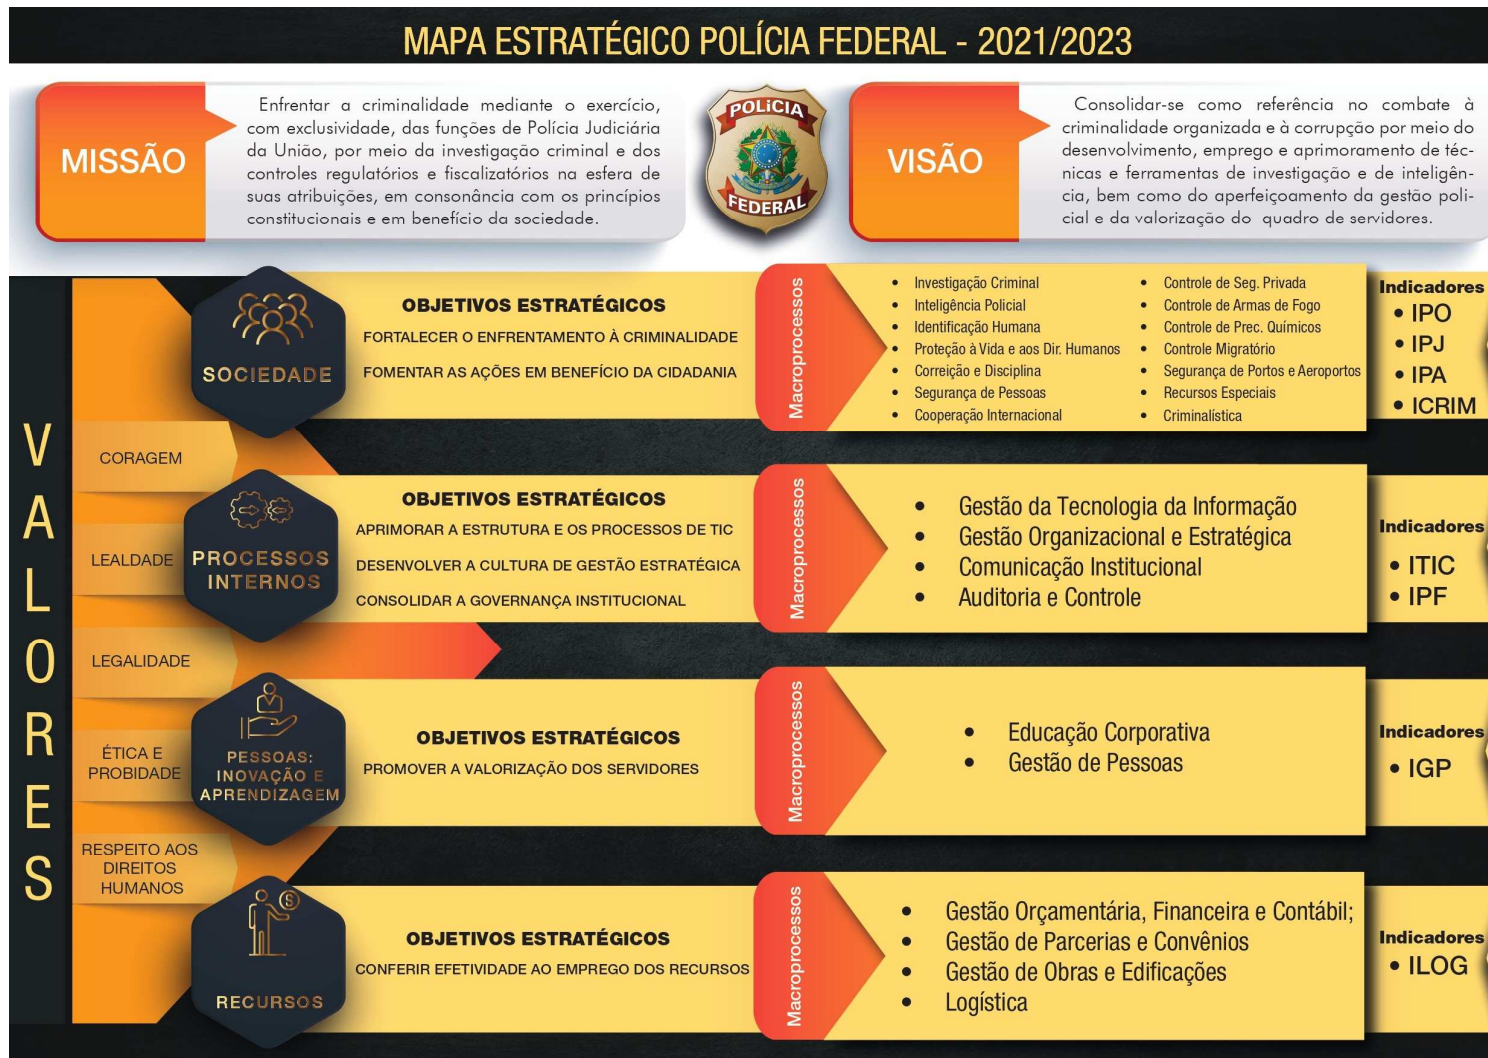 MAPA ESTRATÉGICO POLÍCIA FEDERAL - 2021/2023
MISSÃO
Enfrentar a criminalidade mediante o exercício,
com exclusividade, das funções de Polícia Judiciária
da União, por meio da investigação criminal e dos
controles regulatórios e fiscalizatórios na esfera de
suas atribuições, em consonância com os princípios
constitucionais e em benefício da sociedade.
POLíCIA
FEDERAL
VISÃO
Consolidar-se como referência no combate à
criminalidade organizada e à corrupção por meio do
desenvolvimento, emprego e aprimoramento de téc-
nicas e ferramentas de investigação e de inteligên-
cia, bem como do aperfeiçoamento da gestão poli-
cial e da valorização do quadro de servidores.
VALORES
CORAGEM
LEALDADE
LEGALIDADE
ÉTICA E
PROBIDADE
RESPEITO AOS
DIREITOS
HUMANOS
SOCIEDADE
OBJETIVOS ESTRATÉGICOS
FORTALECER O ENFRENTAMENTO À CRIMINALIDADE
FOMENTAR AS AÇÕES EM BENEFÍCIO DA CIDADANIA
Macroprocessos
• Investigação Criminal
• Inteligência Policial
• Identificação Humana
• Proteção à Vida e aos Dir. Humanos
• Correição e Disciplina
• Segurança de Pessoas
• Cooperação Internacional
• Controle de Seg. Privada
• Controle de Armas de Fogo
• Controle de Prec. Químicos
• Controle Migratório
• Segurança de Portos e Aeroportos
• Recursos Especiais
• Criminalística
Indicadores
• IPO
• IPJ
• IPA
• ICRIM
PROCESSOS
INTERNOS
OBJETIVOS ESTRATÉGICOS
APRIMORAR A ESTRUTURA E OS PROCESSOS DE TIC
DESENVOLVER A CULTURA DE GESTÃO ESTRATÉGICA
CONSOLIDAR A GOVERNANÇA INSTITUCIONAL
Macroprocessos
• Gestão da Tecnologia da Informação
• Gestão Organizacional e Estratégica
• Comunicação Institucional
• Auditoria e Controle
Indicadores
• ITIC
• IPF
PESSOAS:
INOVAÇÃO E
APRENDIZAGEM
OBJETIVOS ESTRATÉGICOS
PROMOVER A VALORIZAÇÃO DOS SERVIDORES
Macroprocessos
• Educação Corporativa
• Gestão de Pessoas
Indicadores
• IGP
RECURSOS
OBJETIVOS ESTRATÉGICOS
CONFERIR EFETIVIDADE AO EMPREGO DOS RECURSOS
Macroprocessos
• Gestão Orçamentária, Financeira e Contábil;
• Gestão de Parcerias e Convênios
• Gestão de Obras e Edificações
• Logística
Indicadores
• ILOG